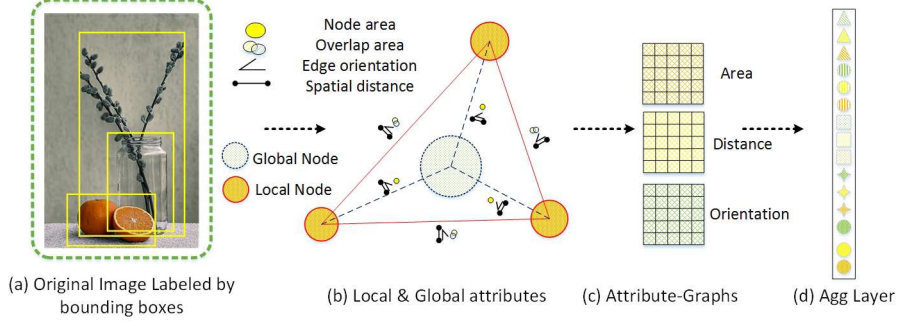 Node area
Overlap area
Edge orientation
Spatial distance
Global Node
Local Node
Area
Distance
Orientation
(a) Original Image Labeled by
bounding boxes
(b) Local & Global attributes
(c) Attribute-Graphs
(d) Agg Layer